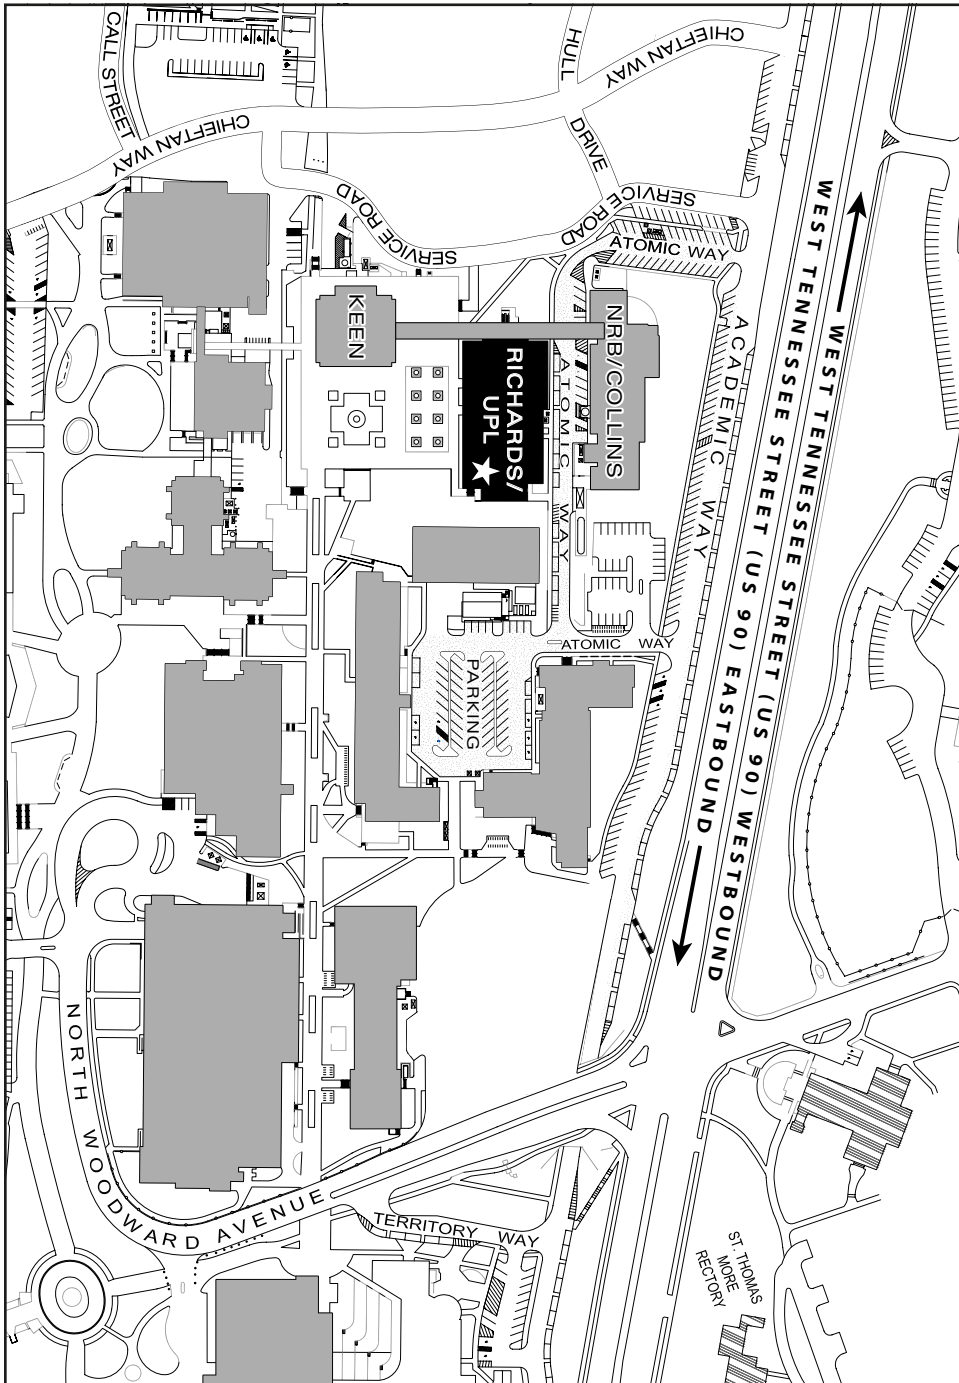 CALL STREET
CHIEFTAN WAY
HULL
DRIVE
CHIEFTAN WAY
SERVICE ROAD
SERVICE
SERVICE ROAD
ATOMIC WAY
KEEN
NRB/COLLINS
RICHARDS/
UPL
ATOMIC WAY
ACADEMIC WAY
WEST TENNESSEE STREET (US 90) EASTBOUND
WEST TENNESSEE STREET (US 90) WESTBOUND
ATOMIC WAY
PARKING
NORTH WOODWARD AVENUE
TERRITORY WAY
ST. THOMAS
MORE
RECTORY